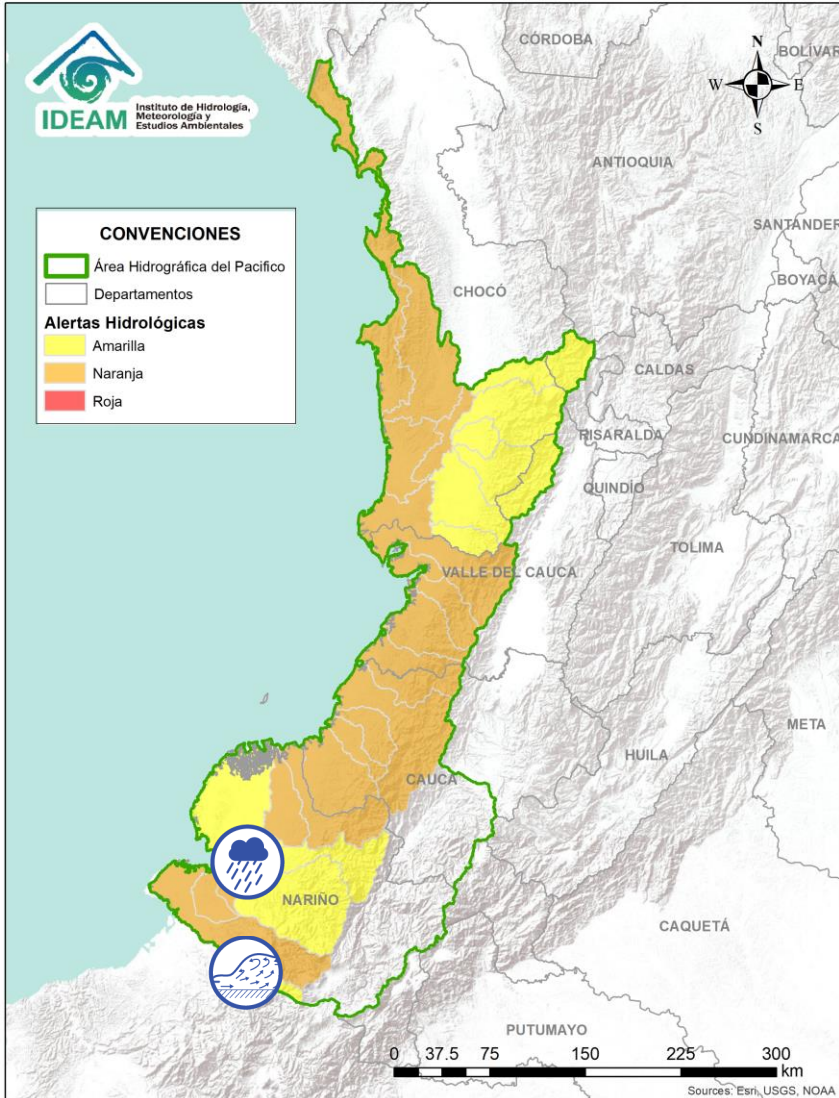 IDEAM
Instituto de Hidrología,
Meteorología y
Estudios Ambientales
CÓRDOBA
BOLÍVAR
N
W
E
S
ANTIOQUIA
SANTANDER
BOYACÁ
CONVENCIONES
Área Hidrográfica del Pacifico
Departamentos
Alertas Hidrológicas
Amarilla
Naranja
Roja
CHOCÓ
CALDAS
RISARALDA
CUNDINAMARCA
QUINDÍO
TOLIMA
VALLE DEL CAUCA
META
HUILA
CAUCA
NARIÑO
CAQUETÁ
PUTUMAYO
0 37.5 75 150 225 300
km
Sources: Esri, USGS, NOAA